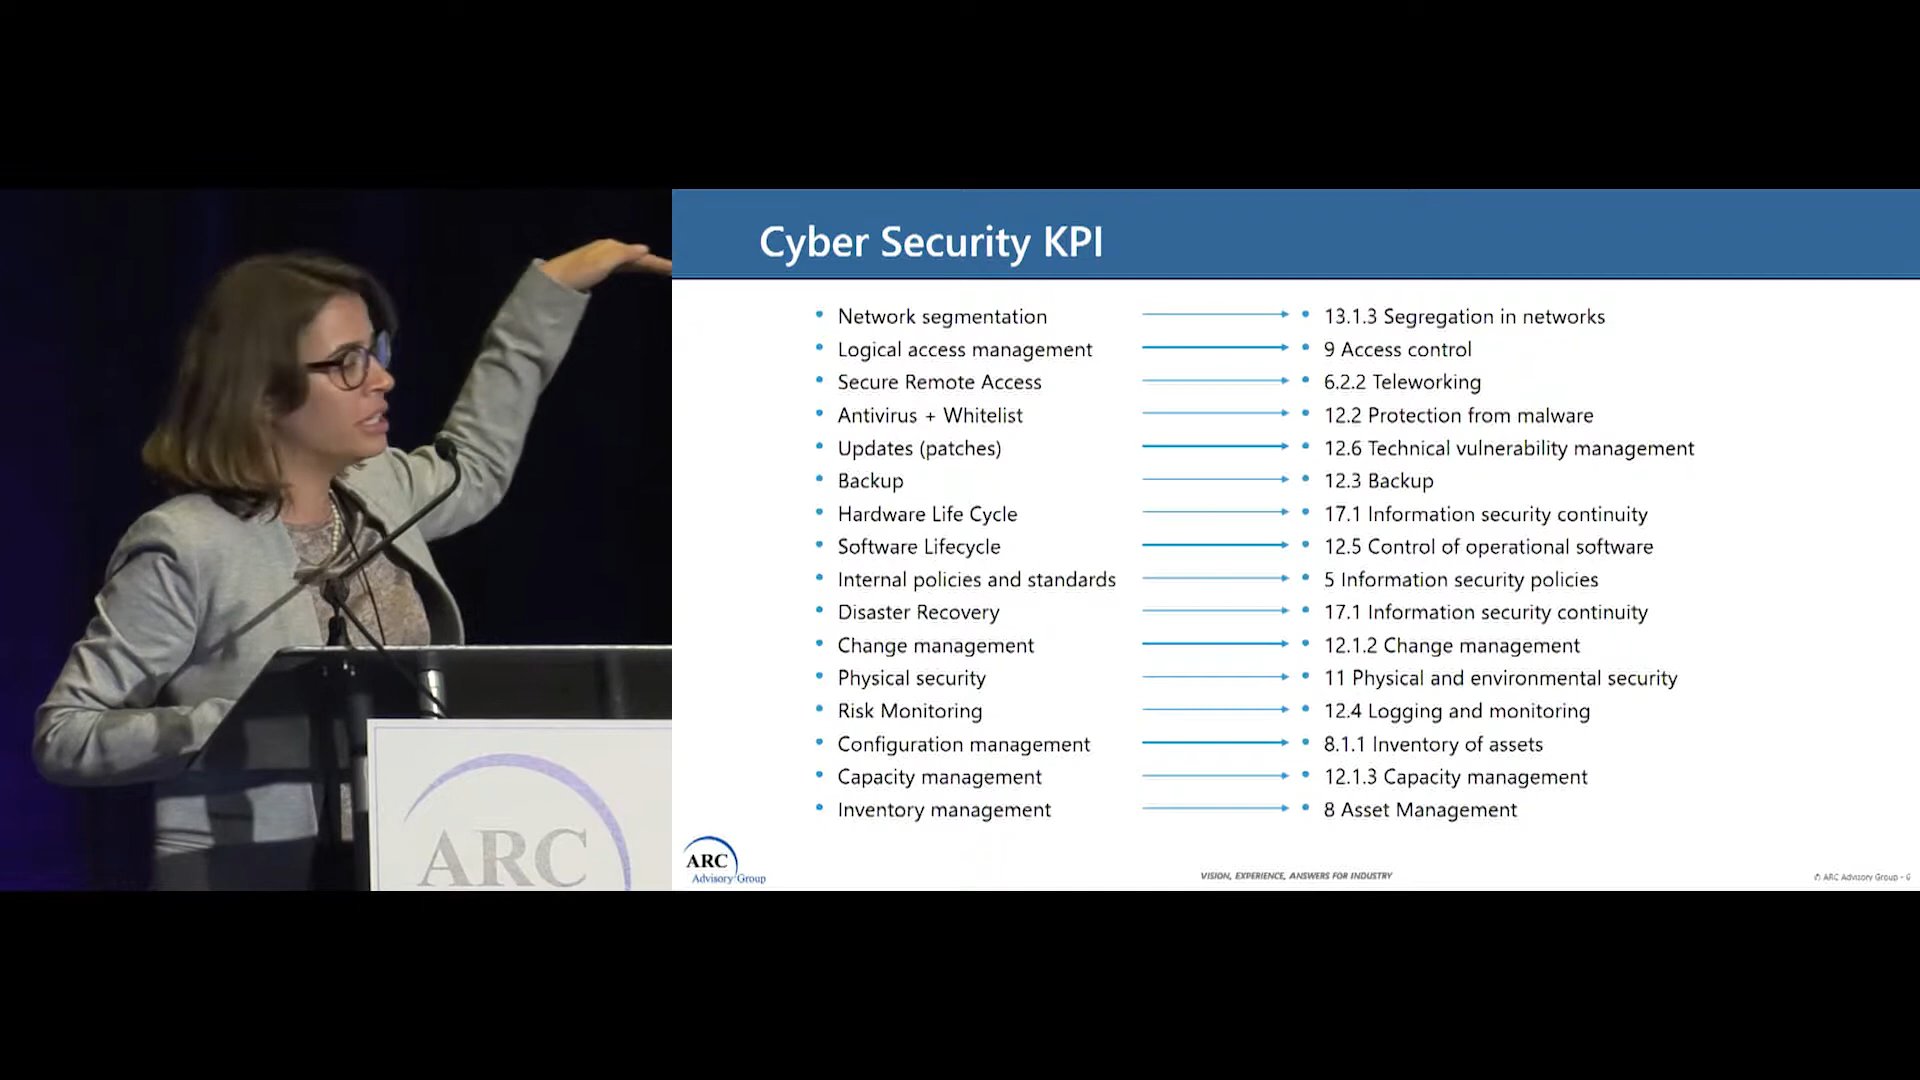 Cyber Security KPI
Network segmentation
13.1.3 Segregation in networks
Logical access management
9 Access control
Secure Remote Access
6.2.2 Teleworking
Antivirus + Whitelist
12.2 Protection from malware
Updates (patches)
12.6 Technical vulnerability management
Backup
12.3 Backup
Hardware Life Cycle
17.1 Information security continuity
Software Lifecycle
12.5 Control of operational software
Internal policies and standards
5 Information security policies
Disaster Recovery
17.1 Information security continuity
Change management
12.1.2 Change management
Physical security
11 Physical and environmental security
Risk Monitoring
12.4 Logging and monitoring
Configuration management
8.1.1 Inventory of assets
Capacity management
12.1.3 Capacity management
Inventory management
8 Asset Management
ARC
ARC
Advisory Group
VISION, EXPERIENCE, ANSWERS FOR INDUSTRY
© ARC Advisory Group -